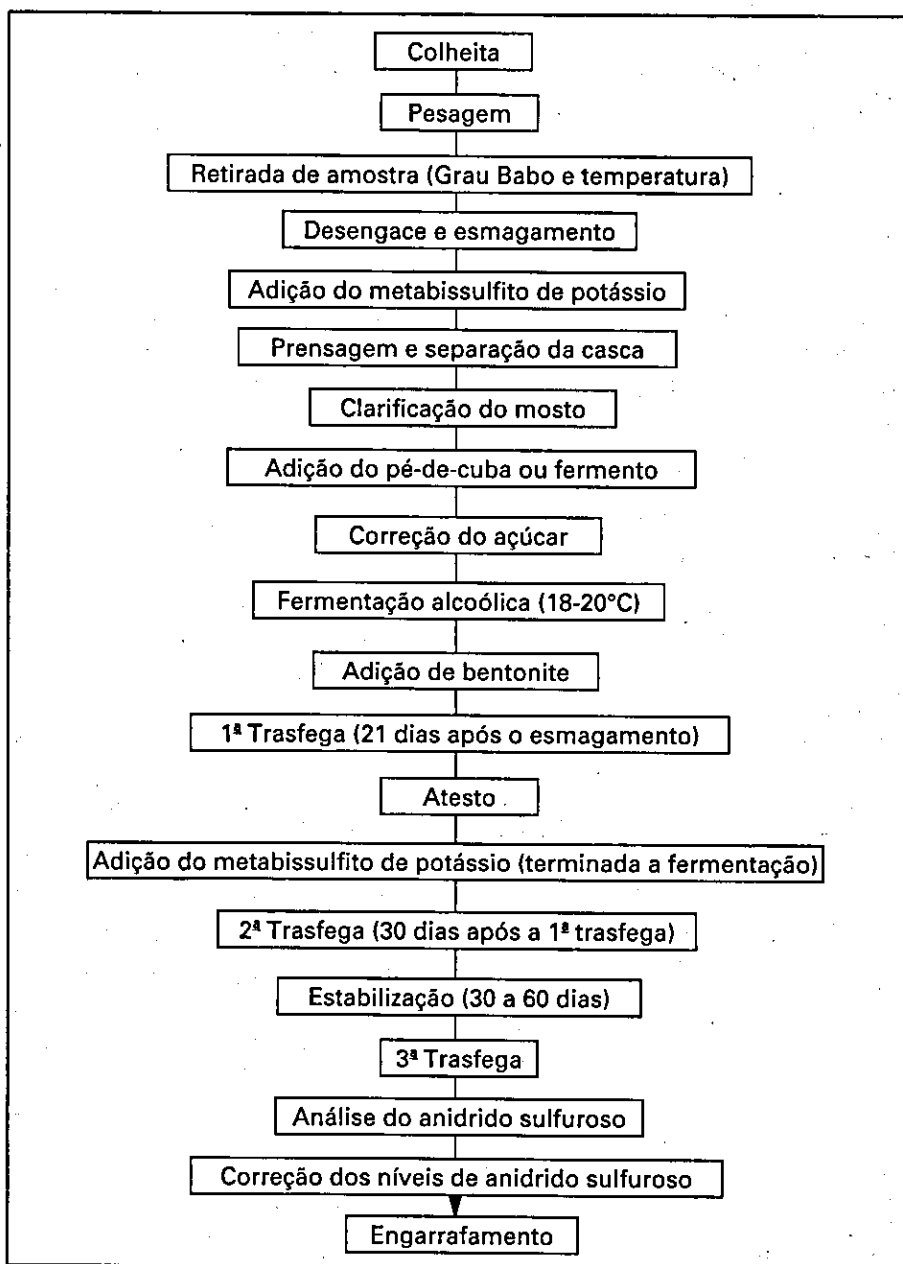 Colheita
Pesagem
Retirada de amostra (Grau Babo e temperatura)
Desengace e esmagamento
Adição do metabissulfito de potássio
Prensagem e separação da casca
Clarificação do mosto
Adição do pé-de-cuba ou fermento
Correção do açúcar
Fermentação alcoólica (18-20°C)
Adição de bentonite
1ª Trasfega (21 dias após o esmagamento)
Atesto
Adição do metabissulfito de potássio (terminada a fermentação)
2ª Trasfega (30 dias após a 1ª trasfega)
Estabilização (30 a 60 dias)
3ª Trasfega
Análise do anidrido sulfuroso
Correção dos níveis de anidrido sulfuroso
Engarrafamento